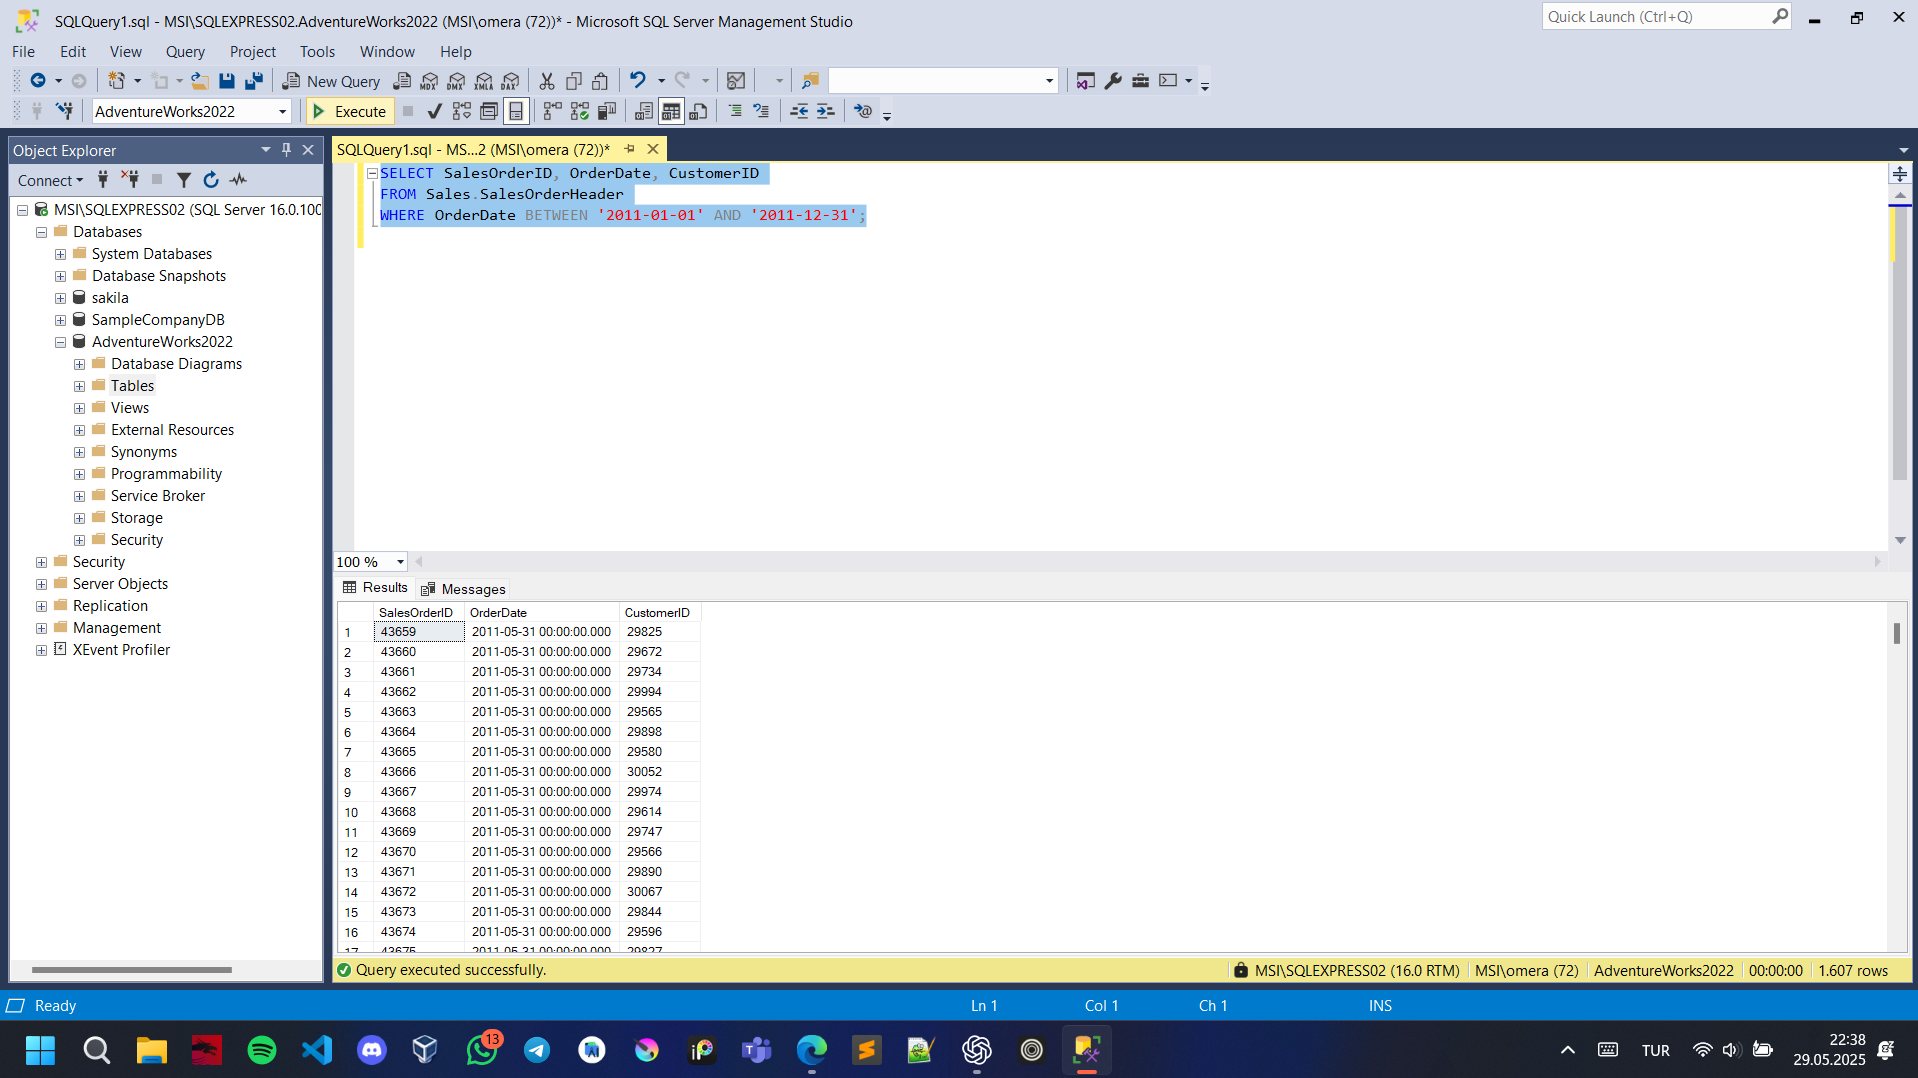 SQLQuery1.sql - MSI\SQLEXPRESS02.AdventureWorks2022 (MSI\omera (72))* - Microsoft SQL Server Management Studio
Quick Launch (Ctrl+Q)
File Edit View Query Project Tools Window Help
New Query MDX DMX XMLA DAX
AdventureWorks2022 Execute
Object Explorer
SQLQuery1.sql - MS...2 (MSI\omera (72))*
Connect
MSI\SQLEXPRESS02 (SQL Server 16.0.100
Databases
System Databases
Database Snapshots
sakila
SampleCompanyDB
AdventureWorks2022
Database Diagrams
Tables
Views
External Resources
Synonyms
Programmability
Service Broker
Storage
Security
Security
Server Objects
Replication
Management
XEvent Profiler
SELECT SalesOrderID, OrderDate, CustomerID
FROM Sales.SalesOrderHeader
WHERE OrderDate BETWEEN '2011-01-01' AND '2011-12-31';
100 %
Results Messages
SalesOrderID OrderDate CustomerID
1 43659 2011-05-31 00:00:00.000 29825
2 43660 2011-05-31 00:00:00.000 29672
3 43661 2011-05-31 00:00:00.000 29734
4 43662 2011-05-31 00:00:00.000 29994
5 43663 2011-05-31 00:00:00.000 29565
6 43664 2011-05-31 00:00:00.000 29898
7 43665 2011-05-31 00:00:00.000 29580
8 43666 2011-05-31 00:00:00.000 30052
9 43667 2011-05-31 00:00:00.000 29974
10 43668 2011-05-31 00:00:00.000 29614
11 43669 2011-05-31 00:00:00.000 29747
12 43670 2011-05-31 00:00:00.000 29566
13 43671 2011-05-31 00:00:00.000 29890
14 43672 2011-05-31 00:00:00.000 30067
15 43673 2011-05-31 00:00:00.000 29844
16 43674 2011-05-31 00:00:00.000 29596
17 43675 2011-05-31 00:00:00.000 29827
Query executed successfully.
MSI\SQLEXPRESS02 (16.0 RTM) MSI\omera (72) AdventureWorks2022 00:00:00 1.607 rows
Ready Ln 1 Col 1 Ch 1 INS
13
TUR
22:38
29.05.2025